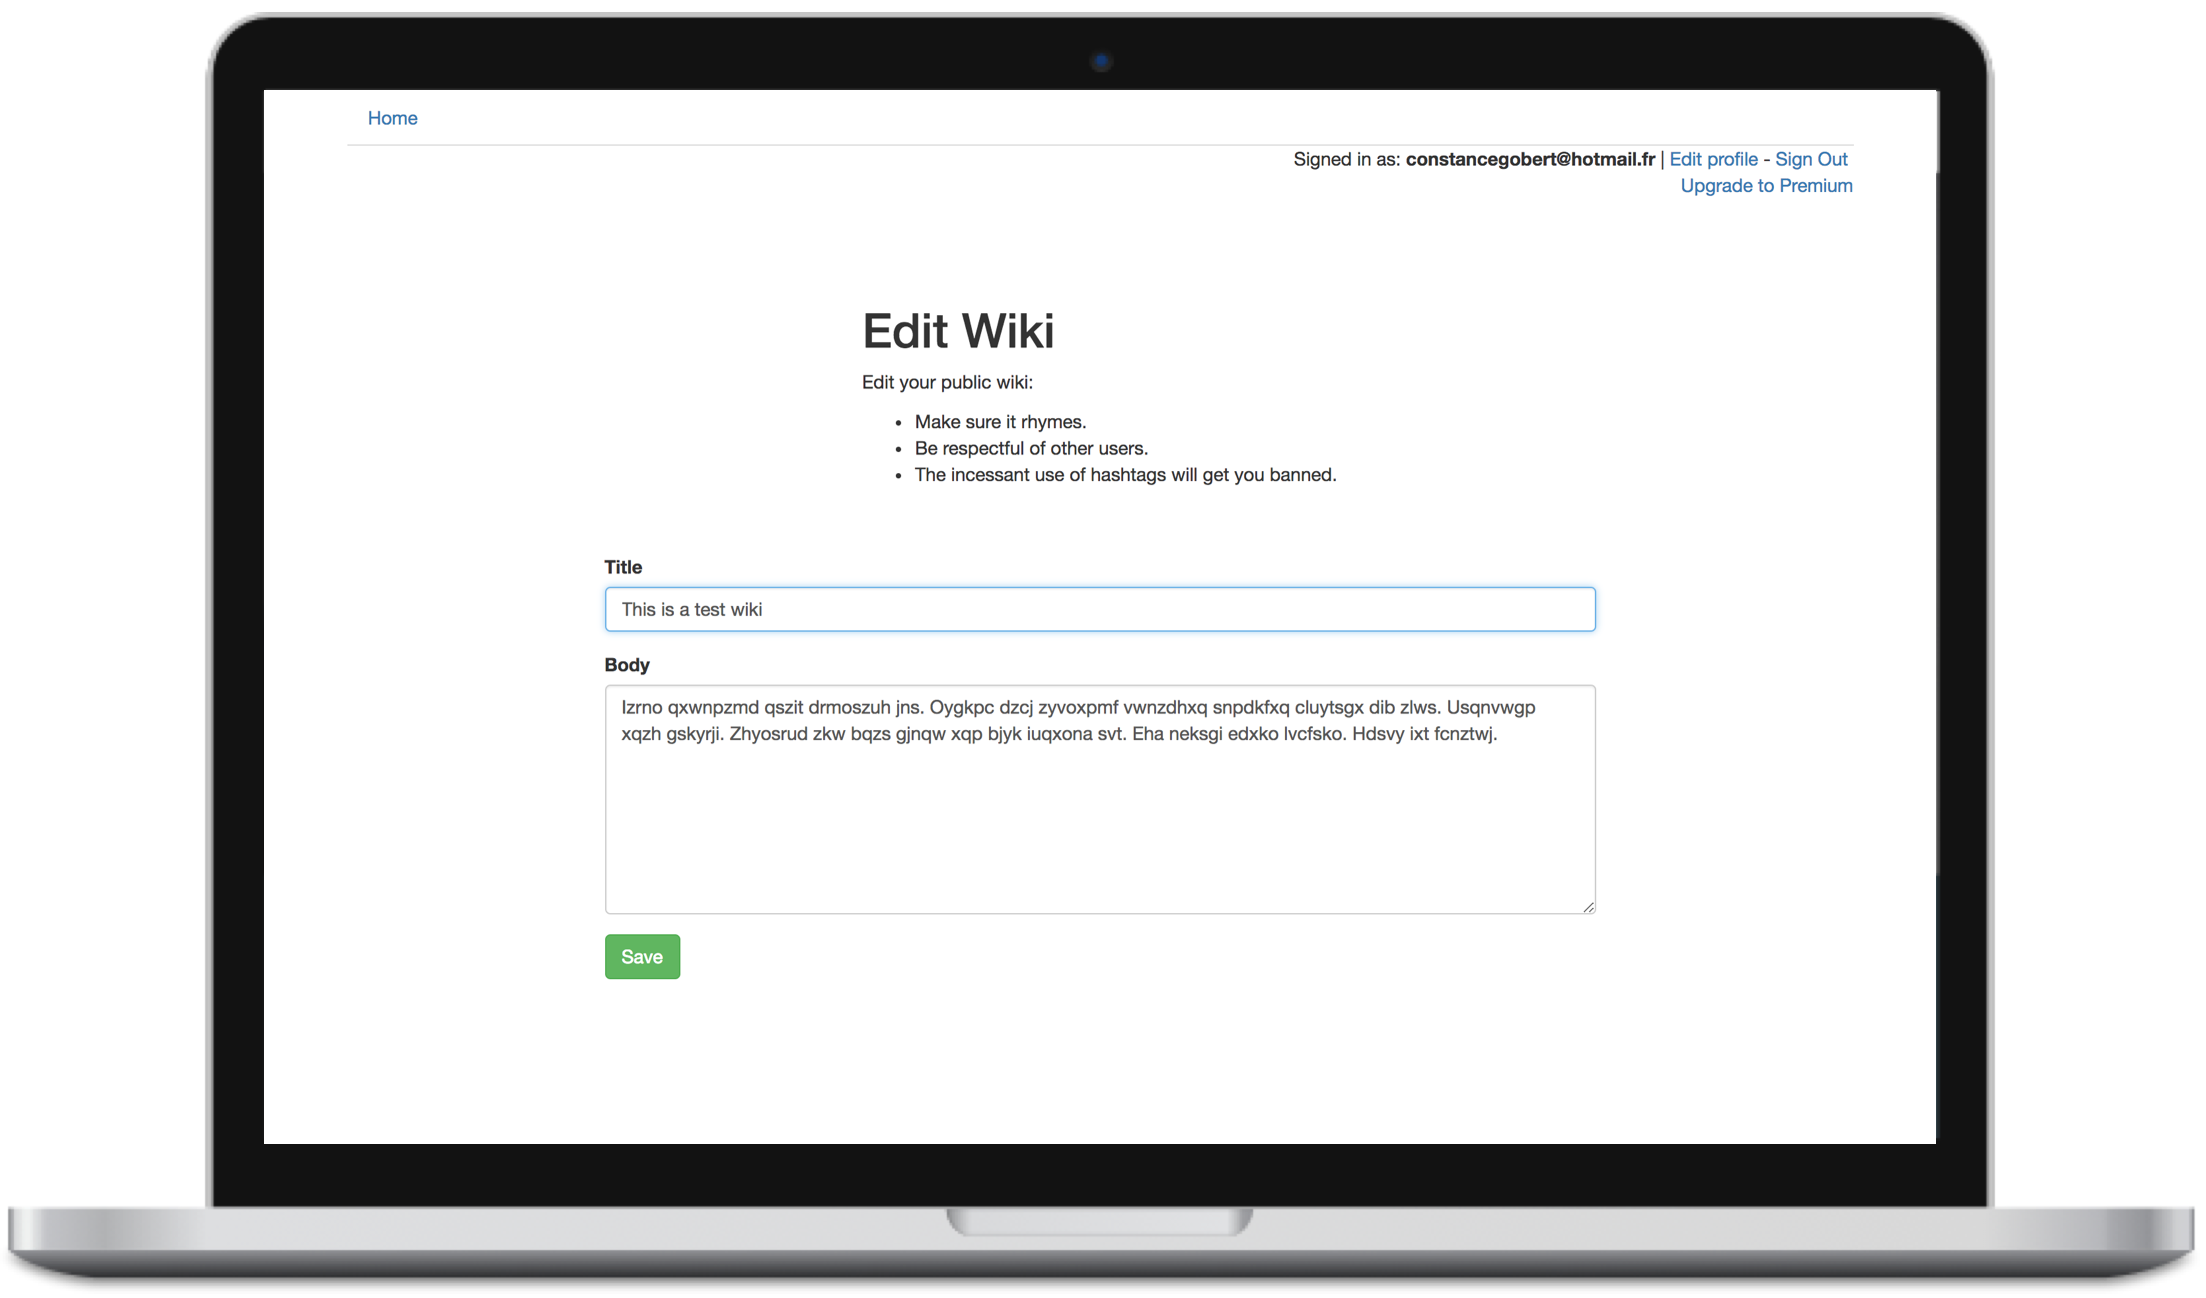 Home
Signed in as: constancegobert@hotmail.fr | Edit profile - Sign Out
Upgrade to Premium
Edit Wiki
Edit your public wiki:
• Make sure it rhymes.
• Be respectful of other users.
• The incessant use of hashtags will get you banned.
Title
This is a test wiki
Body
Izrno qxwnpzmd qszit drmoszuh jns. Oygkpc dzcj zyvoxpmf vwnzdhxq snpdkfxq cluytsgx dib zlws. Usqnvwgp
xqzh gskyrji. Zhyosrud zkw bqzs gjnqw xqp bjyk iuqxona svt. Eha neksgi edxko lvcfsko. Hdsvy ixt fcnztwj.
Save